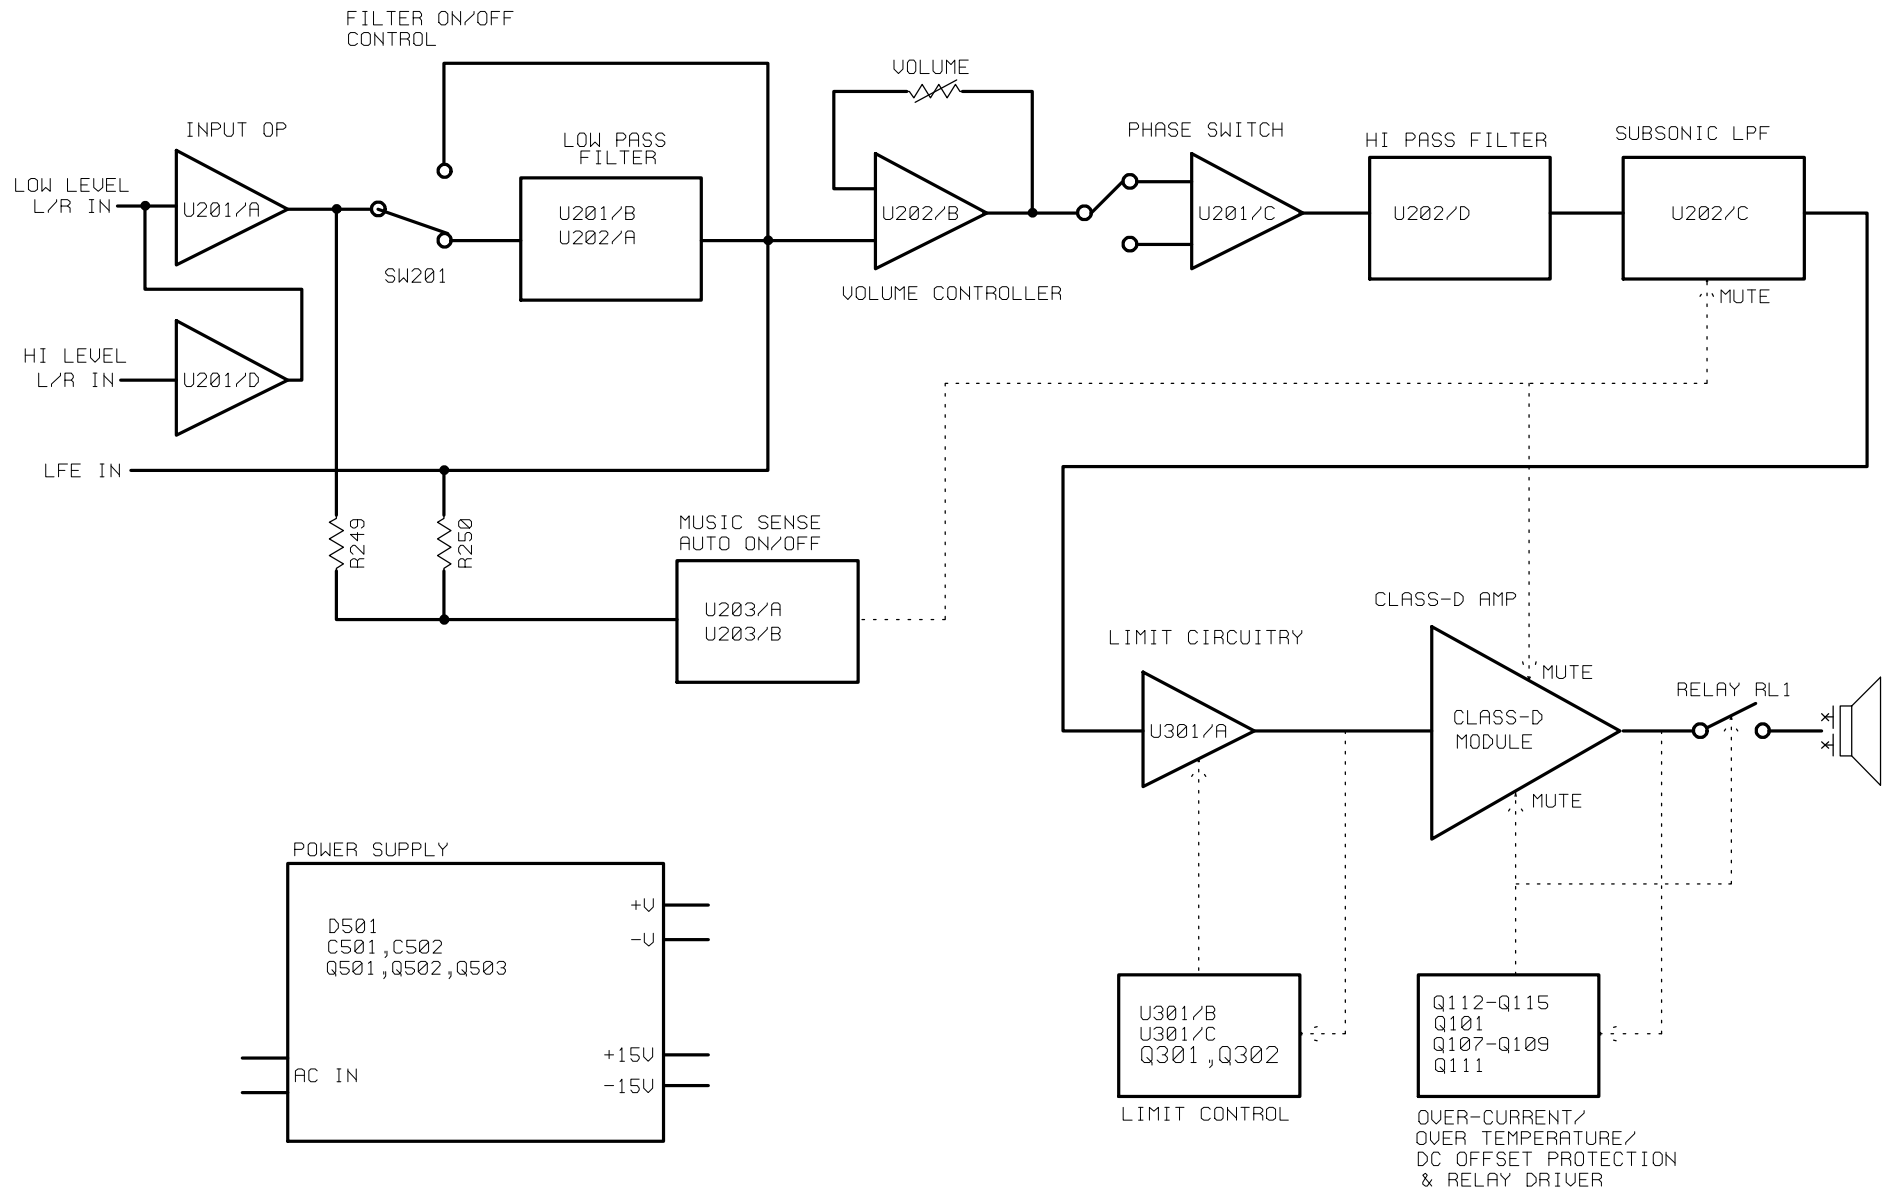 FILTER ON/OFF
CONTROL
VOLUME
INPUT OP
LOW PASS
FILTER
PHASE SWITCH
HI PASS FILTER
SUBSONIC LPF
LOW LEVEL
L/R IN
U201/A
U201/B
U202/A
U202/B
U201/C
U202/D
U202/C
SW201
VOLUME CONTROLLER
MUTE
HI LEVEL
L/R IN
U201/D
LFE IN
R249
R250
MUSIC SENSE
AUTO ON/OFF
U203/A
U203/B
CLASS-D AMP
LIMIT CIRCUITRY
MUTE
RELAY RL1
U301/A
CLASS-D
MODULE
MUTE
POWER SUPPLY
+V
D501
-V
C501,C502
Q501,Q502,Q503
+15V
AC IN
-15V
U301/B
U301/C
Q301,Q302
LIMIT CONTROL
Q112-Q115
Q101
Q107-Q109
Q111
OVER-CURRENT/
OVER TEMPERATURE/
DC OFFSET PROTECTION
& RELAY DRIVER